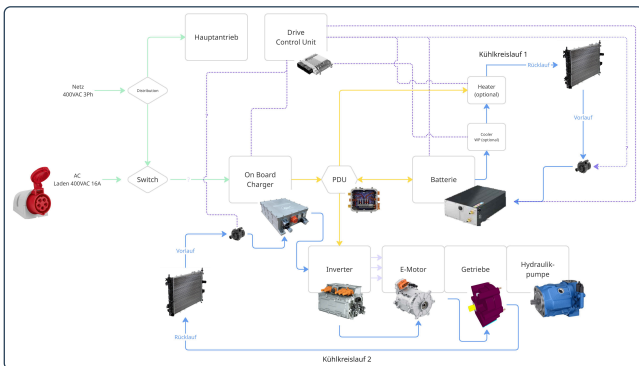 Hauptantrieb
Drive
Control Unit
Kühlkreislauf 1
Rücklauf
Netz
400VAC 3Ph
Distribution
Heater
(optional)
Vorlauf
Cooler
WP (optional)
AC
Laden 400VAC 16A
Switch
On Board
Charger
PDU
Batterie
Vorlauf
Inverter
E-Motor
Getriebe
Hydraulik-
pumpe
Rücklauf
Kühlkreislauf 2